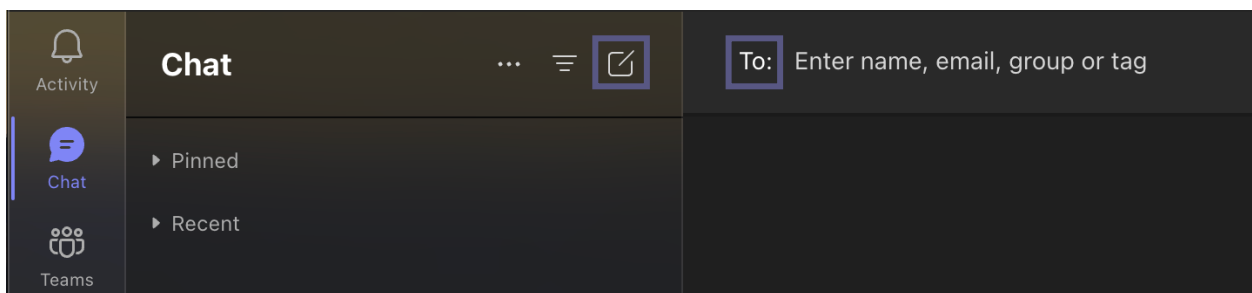 Activity
Chat
Teams
Chat
Pinned
Recent
To: Enter name, email, group or tag